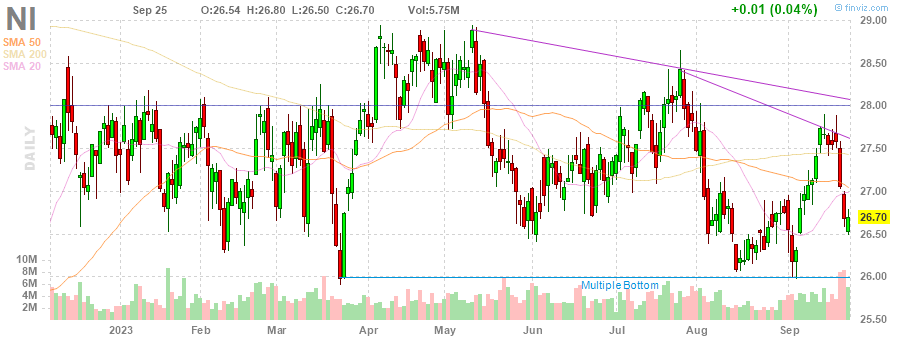 NI
Sep 25 O:26.54 H:26.80 L:26.50 C:26.70 Vol:5.75M +0.01 (0.04%) © finviz.com
SMA 50
SMA 200
SMA 20
DAILY
29.00
28.50
28.00
27.50
27.00
26.70
26.50
26.00
25.50
10M
8M
6M
4M
2M
Multiple Bottom
2023 Feb Mar Apr May Jun Jul Aug Sep